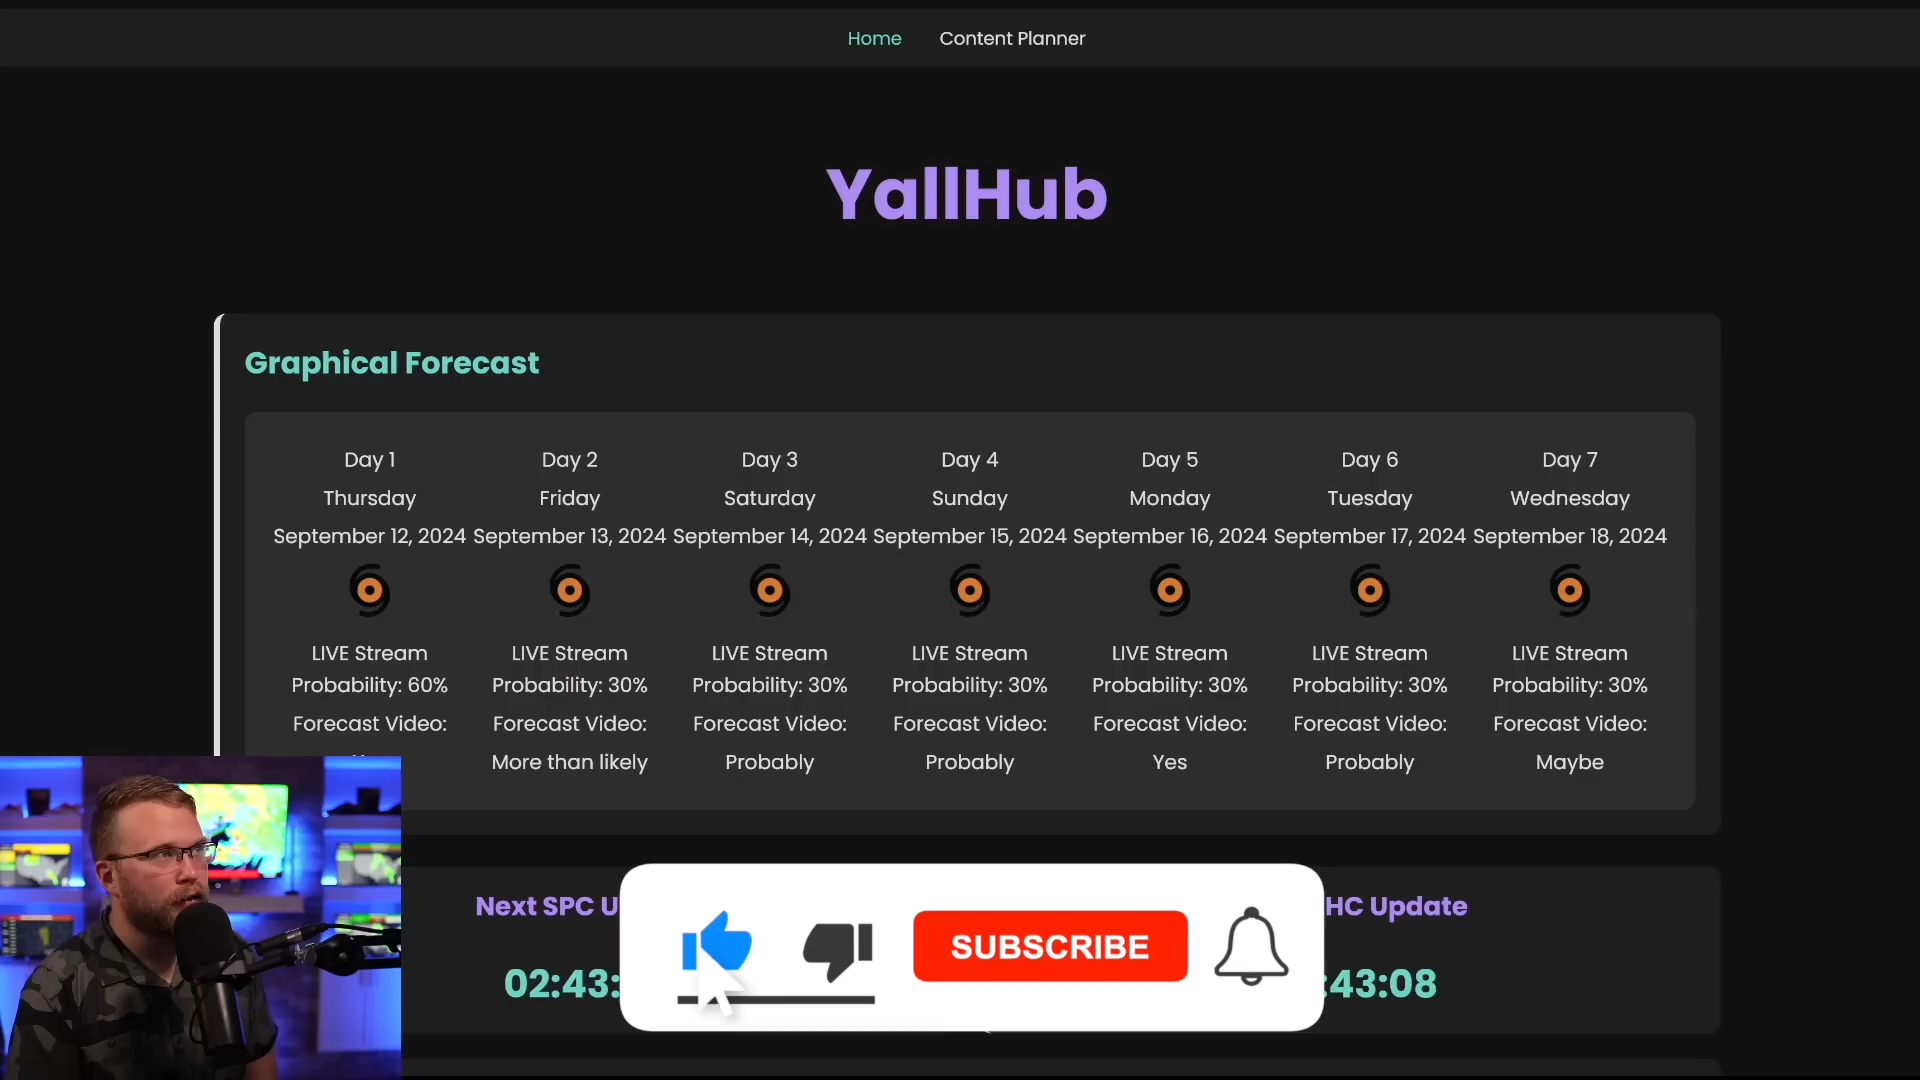 Home Content Planner
YallHub
Graphical Forecast
Day 1 Day 2 Day 3 Day 4 Day 5 Day 6 Day 7
Thursday Friday Saturday Sunday Monday Tuesday Wednesday
September 12, 2024 September 13, 2024 September 14, 2024 September 15, 2024 September 16, 2024 September 17, 2024 September 18, 2024
LIVE Stream LIVE Stream LIVE Stream LIVE Stream LIVE Stream LIVE Stream LIVE Stream
Probability: 60% Probability: 30% Probability: 30% Probability: 30% Probability: 30% Probability: 30% Probability: 30%
Forecast Video: Forecast Video: Forecast Video: Forecast Video: Forecast Video: Forecast Video: Forecast Video:
More than likely Probably Probably Yes Probably Maybe
Next SPC U HC Update
SUBSCRIBE
02:43: :43:08